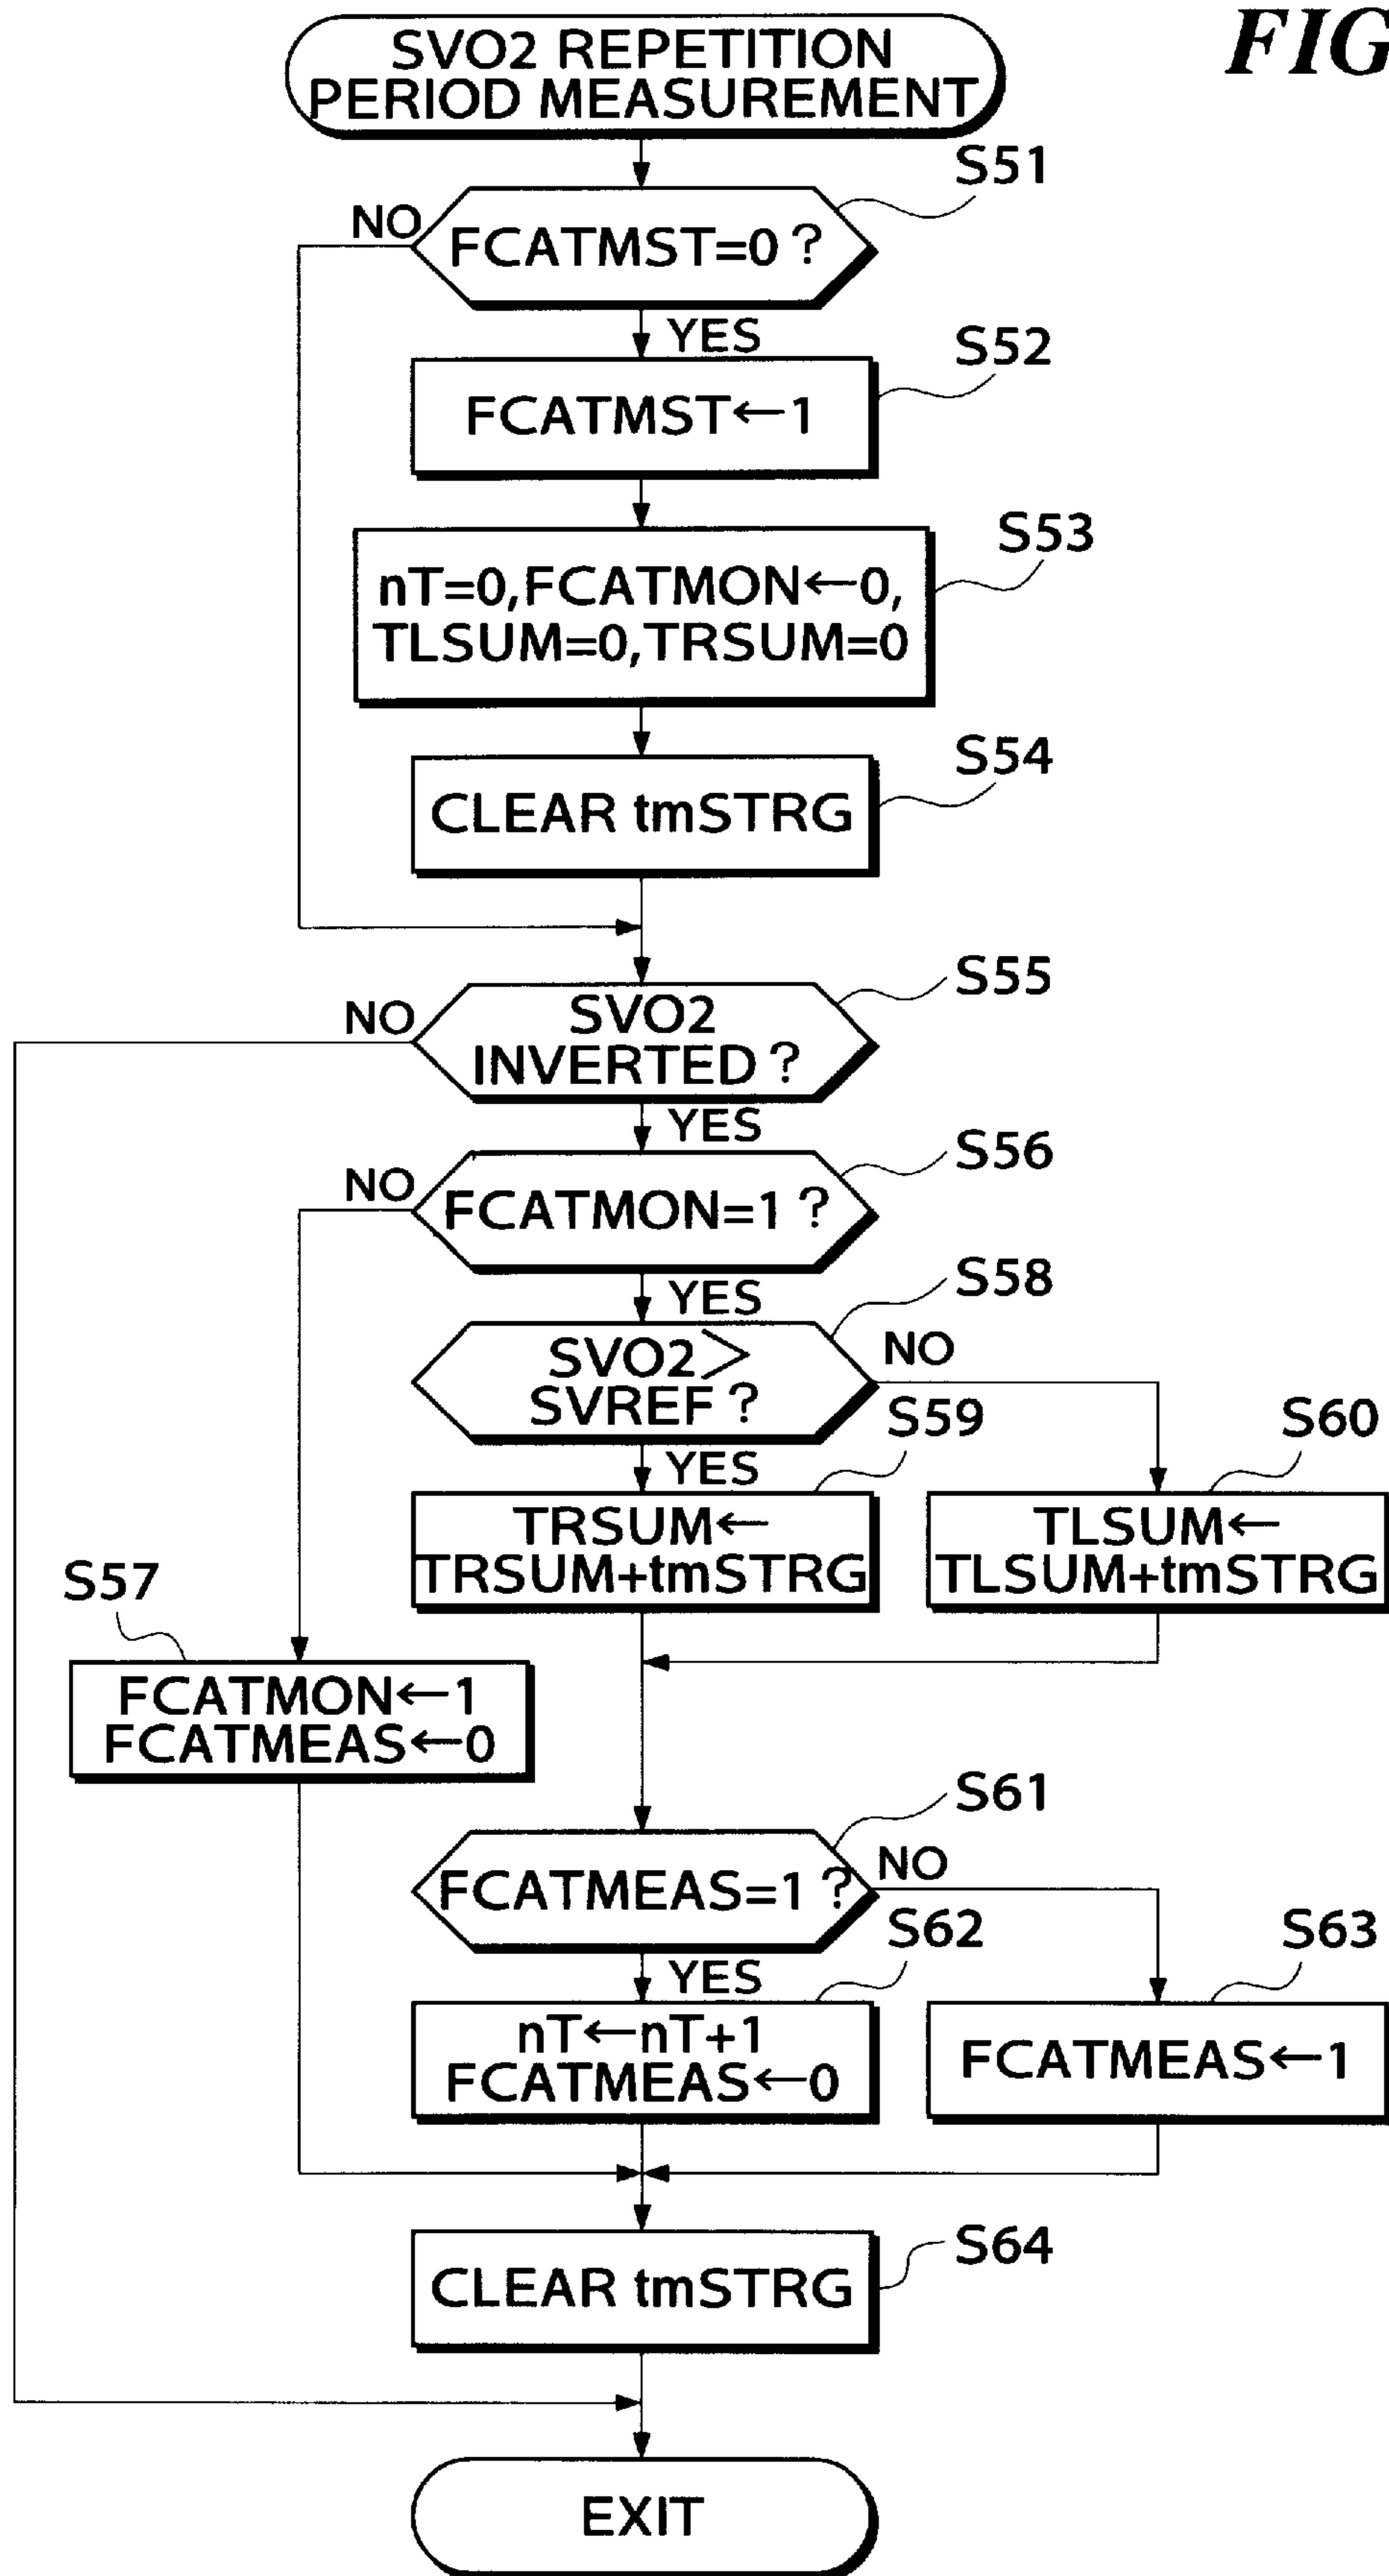 FIG
SVO2 REPETITION
PERIOD MEASUREMENT
S51
NO
FCATMST=0?
YES
S52
FCATMST←1
S53
nT=0,FCATMON←0,
TLSUM=0,TRSUM=0
S54
CLEAR tmSTRG
S55
NO
SVO2
INVERTED?
YES
S56
NO
FCATMON=1?
YES
S58
SVO2>
SVREF?
NO
S59
S60
YES
TRSUM←
TRSUM+tmSTRG
TLSUM←
TLSUM+tmSTRG
S57
FCATMON←1
FCATMEAS←0
S61
FCATMEAS=1?
NO
S62
S63
YES
nT←nT+1
FCATMEAS←0
FCATMEAS←1
S64
CLEAR tmSTRG
EXIT